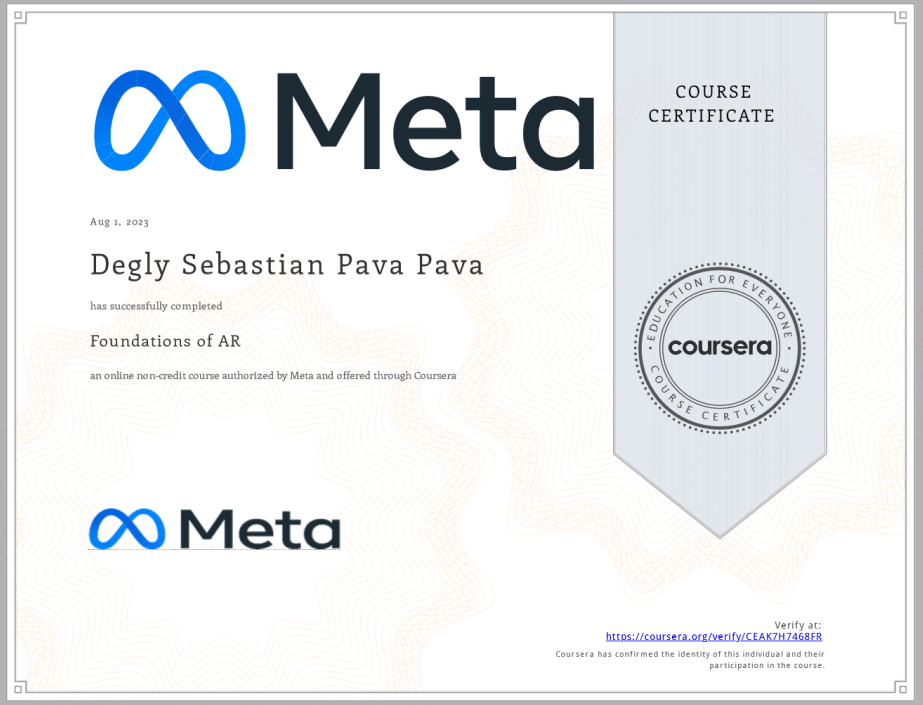 Meta
COURSE
CERTIFICATE
Aug 1, 2023
Degly Sebastian Pava Pava
has successfully completed
Foundations of AR
an online non-credit course authorized by Meta and offered through Coursera
EDUCATION FOR EVERYONE
coursera
COURSE CERTIFICATE
Meta
Verify at:
https://coursera.org/verify/CEAK7H7468FR
Coursera has confirmed the identity of this individual and their
participation in the course.